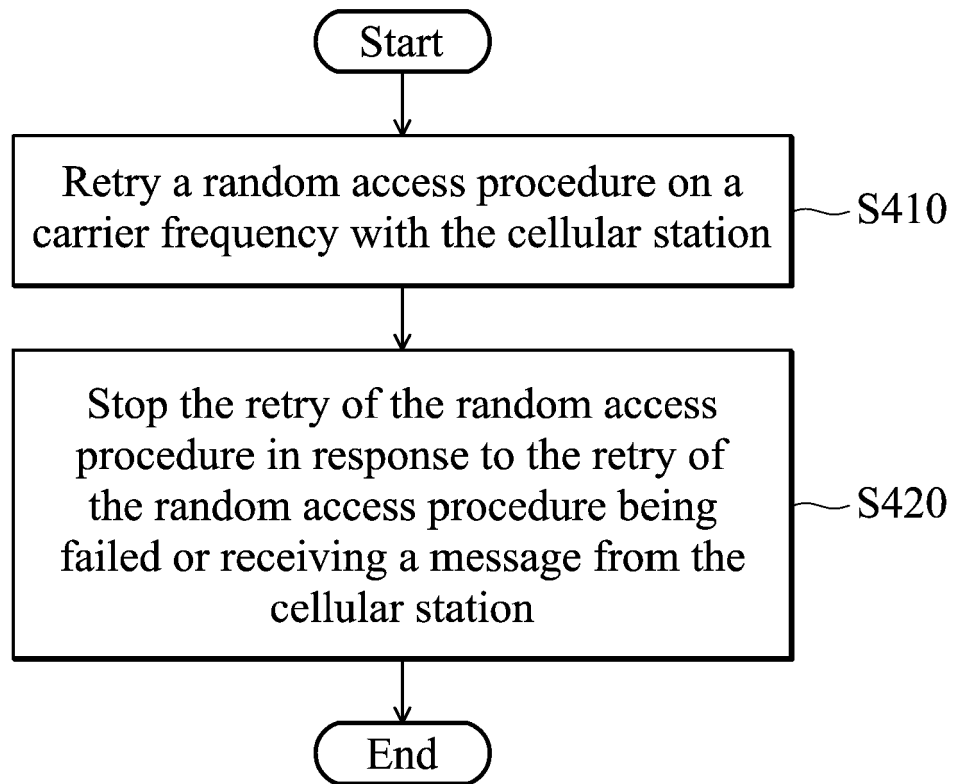 Start
Retry a random access procedure on a
carrier frequency with the cellular station
S410
Stop the retry of the random access
procedure in response to the retry of
the random access procedure being
failed or receiving a message from the
cellular station
S420
End